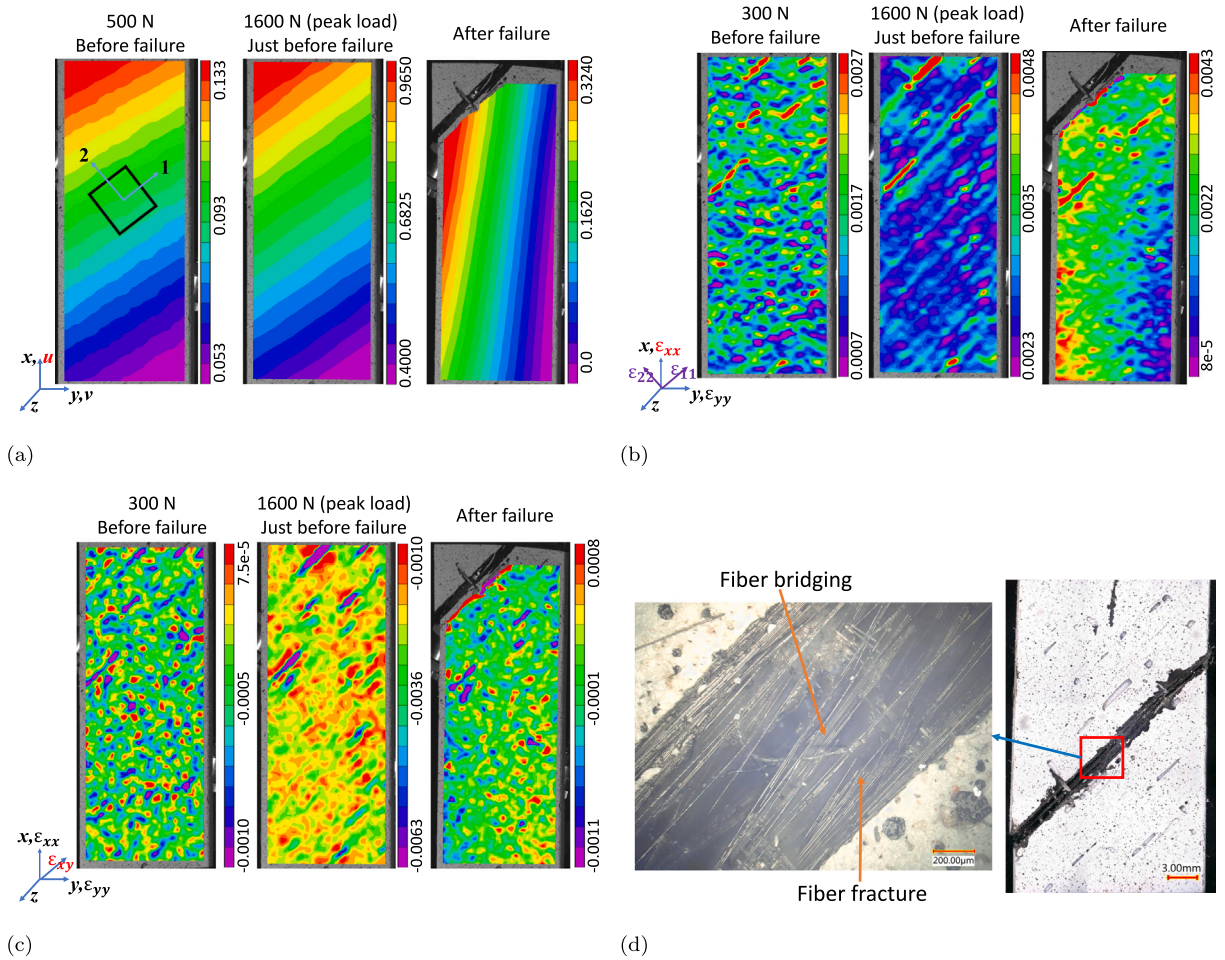 500 N
Before failure
1600 N (peak load)
Just before failure
After failure
0.133
0.093
0.053
0.9650
0.6825
0.4000
0.3240
0.1620
0.0
2
1
x,u
y,v
z
(a)
300 N
Before failure
1600 N (peak load)
Just before failure
After failure
0.0027
0.0017
0.0007
0.0048
0.0035
0.0023
0.0043
8e-5
x,εxx
ε22
ε11
y,εyy
z
(b)
300 N
Before failure
1600 N (peak load)
Just before failure
After failure
7.5e-5
-0.0005
-0.0010
-0.0010
-0.0036
-0.0063
0.0008
-0.00001
-0.0011
x,εxx
εxy
y,εyy
z
(c)
Fiber bridging
Fiber fracture
200.00µm
3.00mm
(d)